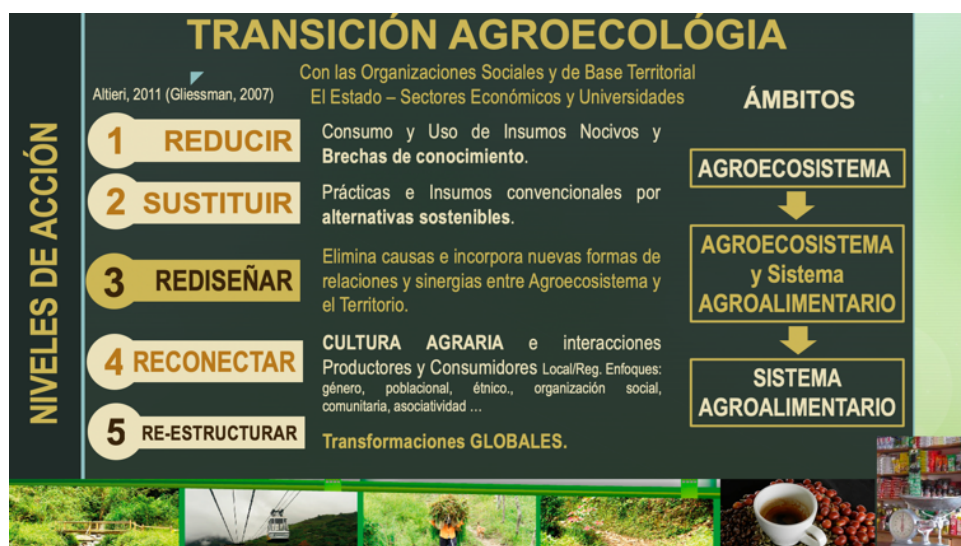 TRANSICIÓN AGROECOLÓGIA
Con las Organizaciones Sociales y de Base Territorial
El Estado – Sectores Económicos y Universidades
Altieri, 2011 (Gliessman, 2007)
NIVELES DE ACCIÓN
1 REDUCIR
Consumo y Uso de Insumos Nocivos y
Brechas de conocimiento.
2 SUSTITUIR
Prácticas e Insumos convencionales por
alternativas sostenibles.
3 REDISEÑAR
Elimina causas e incorpora nuevas formas de
relaciones y sinergias entre Agroecosistema y
el Territorio.
4 RECONECTAR
CULTURA AGRARIA e interacciones
Productores y Consumidores Local/Reg. Enfoques:
género, poblacional, étnico., organización social,
comunitaria, asociatividad ...
5 RE-ESTRUCTURAR
Transformaciones GLOBALES.
ÁMBITOS
AGROECOSISTEMA
AGROECOSISTEMA
y Sistema
AGROALIMENTARIO
SISTEMA
AGROALIMENTARIO